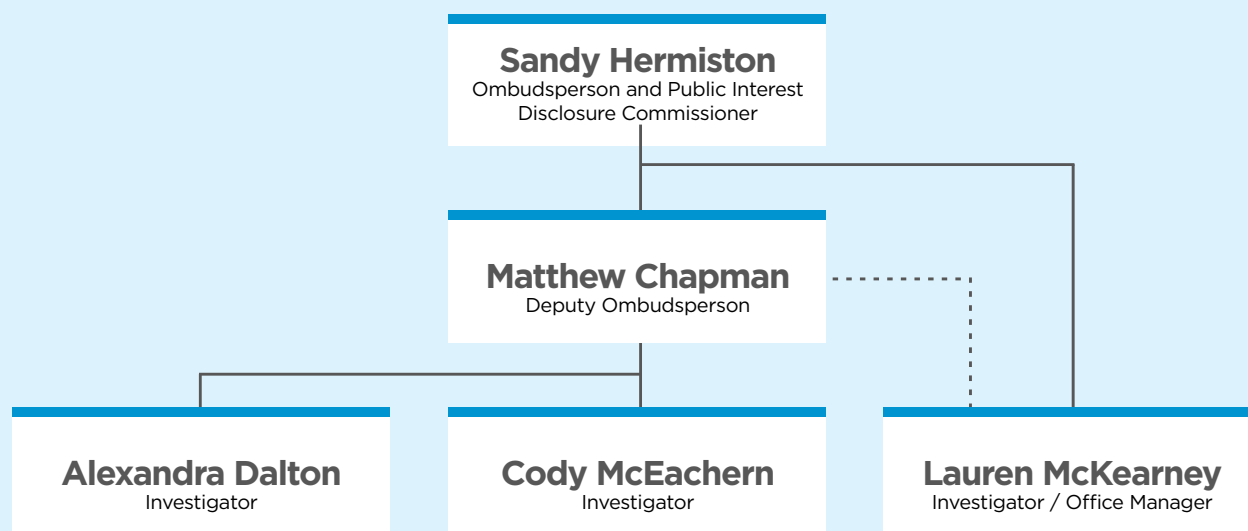 Sandy Hermiston
Ombudsperson and Public Interest
Disclosure Commissioner
Matthew Chapman
Deputy Ombudsperson
Alexandra Dalton
Investigator
Cody McEachern
Investigator
Lauren McKearney
Investigator / Office Manager